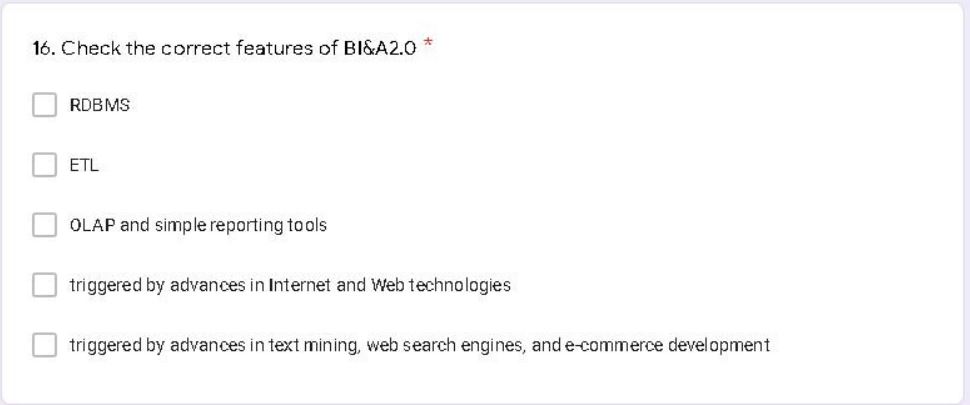 16. Check the correct features of BI&A2.0 *
RDBMS
ETL
OLAP and simple reporting tools
triggered by advances in Internet and Web technologies
triggered by advances in text mining, web search engines, and e-commerce development